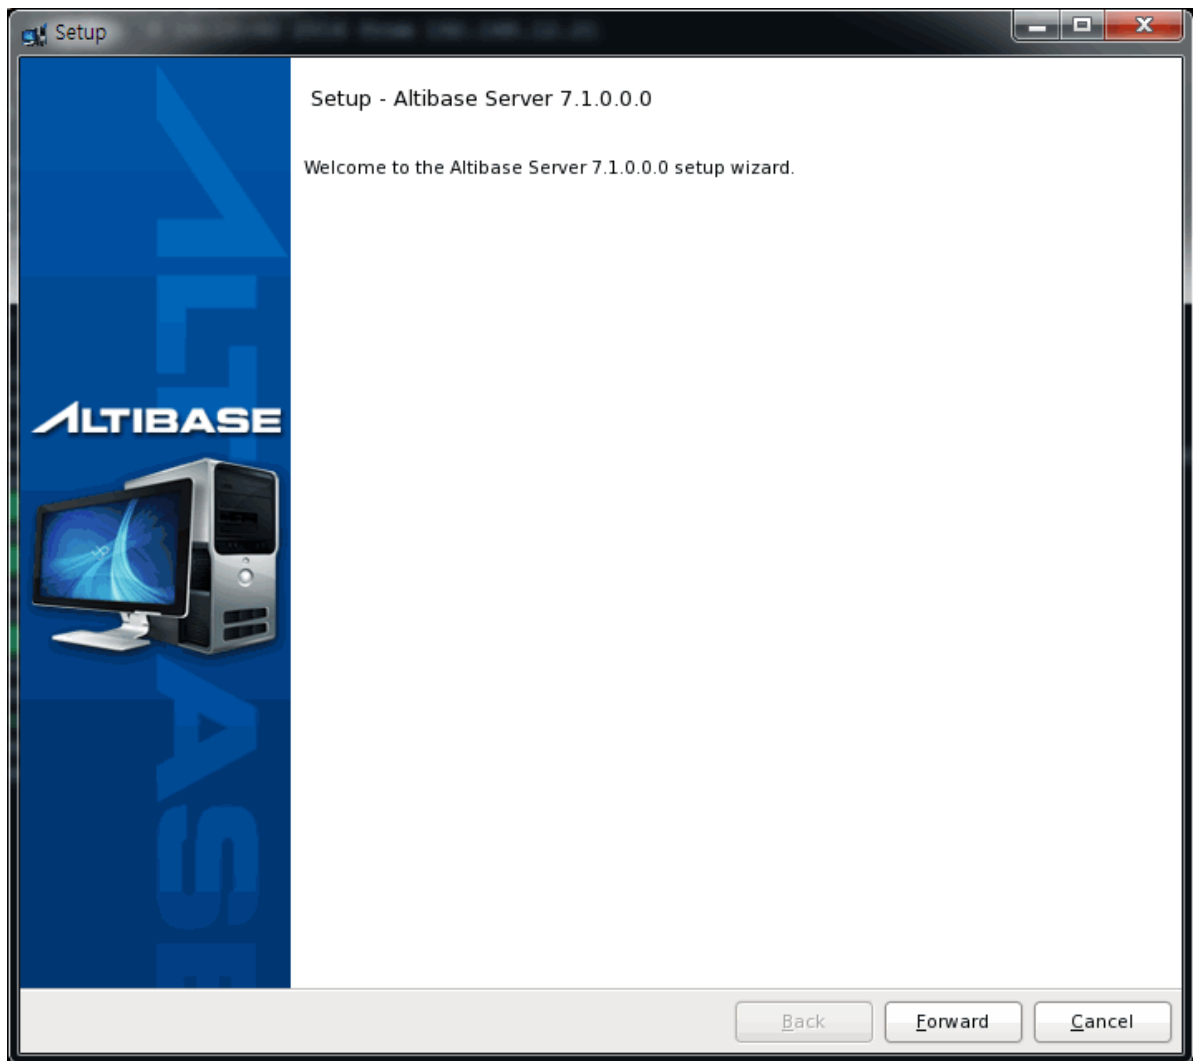 Setup
Setup - Altibase Server 7.1.0.0.0
Welcome to the Altibase Server 7.1.0.0.0 setup wizard.
ALTIBASE
ALTIBASE
Back
Forward
Cancel